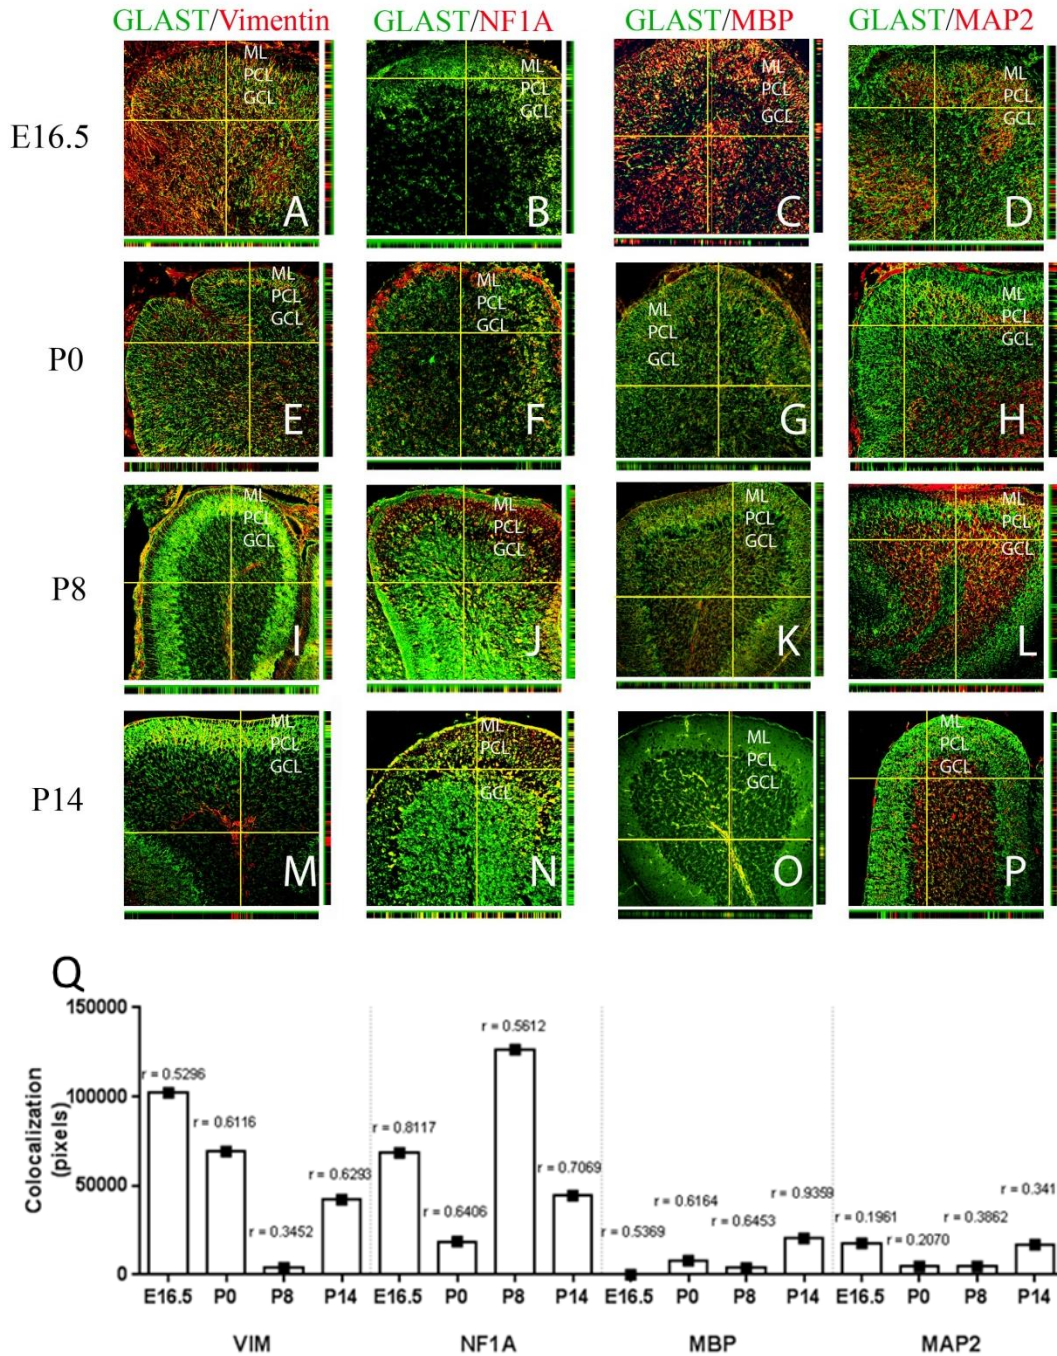 GLAST/Vimentin GLAST/NF1A GLAST/MBP GLAST/MAP2
E16.5
ML
PCL
GCL
A
ML
PCL
GCL
B
ML
PCL
GCL
C
ML
PCL
GCL
D
P0
ML
PCL
GCL
E
ML
PCL
GCL
F
ML
PCL
GCL
G
ML
PCL
GCL
H
P8
ML
PCL
GCL
I
ML
PCL
GCL
J
ML
PCL
GCL
K
ML
PCL
GCL
L
P14
ML
PCL
GCL
M
ML
PCL
GCL
N
ML
PCL
GCL
O
ML
PCL
GCL
P
Q
Colocalization
(pixels)
150000
100000
50000
0
r = 0.5296
r = 0.6116
r = 0.3452
r = 0.6293
r = 0.8117
r = 0.6406
r = 0.5612
r = 0.7069
r = 0.5369
r = 0.6164
r = 0.6453
r = 0.9359
r = 0.1961
r = 0.2070
r = 0.3862
r = 0.341
E16.5 P0 P8 P14 E16.5 P0 P8 P14 E16.5 P0 P8 P14 E16.5 P0 P8 P14
VIM NF1A MBP MAP2